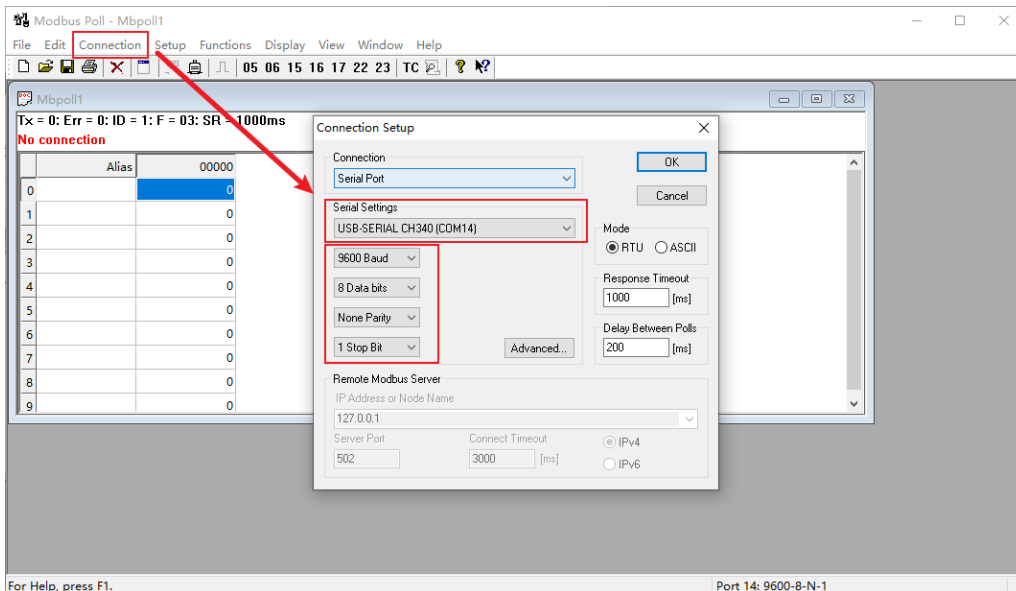 Modbus Poll - Mbpoll1
File Edit Connection Setup Functions Display View Window Help
05 06 15 16 17 22 23 TC
Mbpoll1
Tx = 0: Err = 0: ID = 1: F = 03: SR = 1000ms
No connection
Alias 00000
0 0
1 0
2 0
3 0
4 0
5 0
6 0
7 0
8 0
9 0
Connection Setup
Connection
Serial Port
OK
Cancel
Serial Settings
USB-SERIAL CH340 (COM14)
9600 Baud
8 Data bits
None Parity
1 Stop Bit
Advanced...
Mode
RTU ASCII
Response Timeout
1000 [ms]
Delay Between Polls
200 [ms]
Remote Modbus Server
IP Address or Node Name
127.0.0.1
Server Port Connect Timeout
502 3000 [ms]
IPv4
IPv6
For Help, press F1. Port 14: 9600-8-N-1